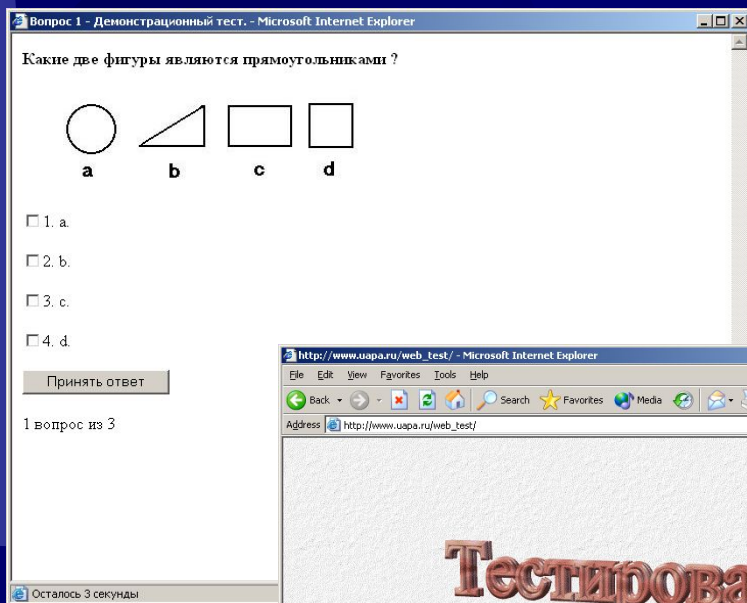 Вопрос 1 - Демонстрационный тест. - Microsoft Internet Explorer
Какие две фигуры являются прямоугольниками ?
a b c d
1. a.
2. b.
3. c.
4. d.
Принять ответ
1 вопрос из 3
Осталось 3 секунды
http://www.uapa.ru/web_test/ - Microsoft Internet Explorer
File Edit View Favorites Tools Help
Back Search Favorites Media
Address http://www.uapa.ru/web_test/
Тестирова